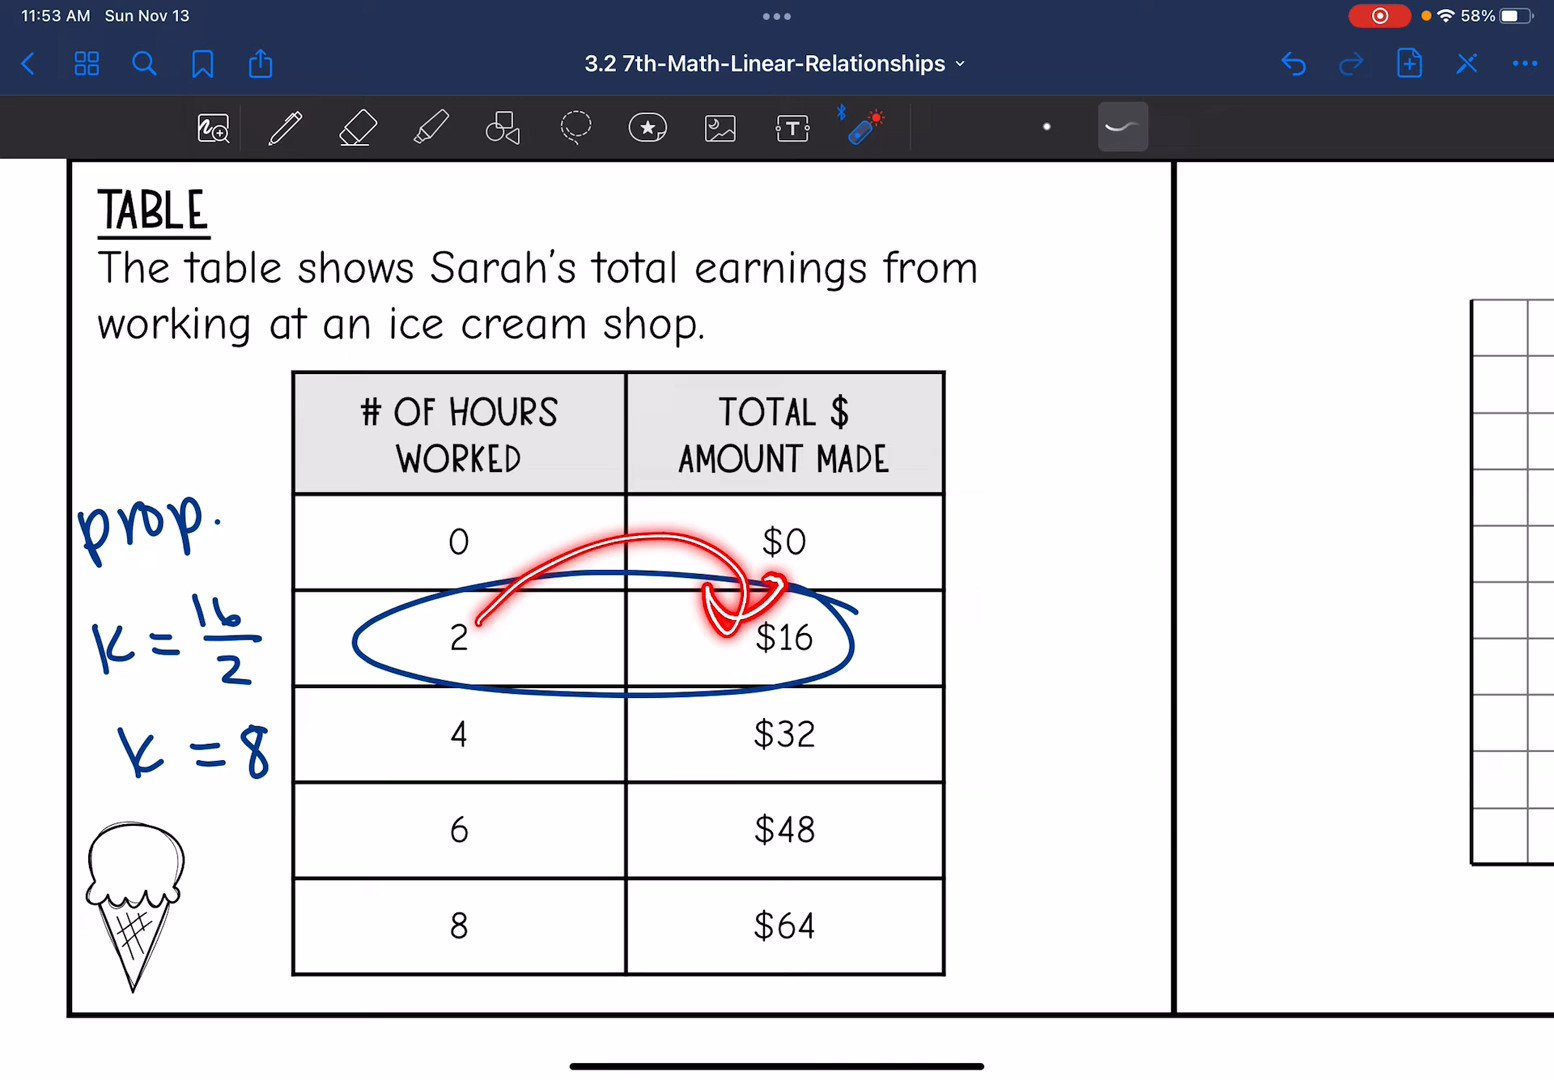 11:53 AM Sun Nov 13
58%
3.2 7th-Math-Linear-Relationships
T
TABLE
The table shows Sarah's total earnings from
working at an ice cream shop.
# OF HOURS WORKED
TOTAL $ AMOUNT MADE
0 $0
2 $16
4 $32
6 $48
8 $64
prop.
k = 16/2
k = 8